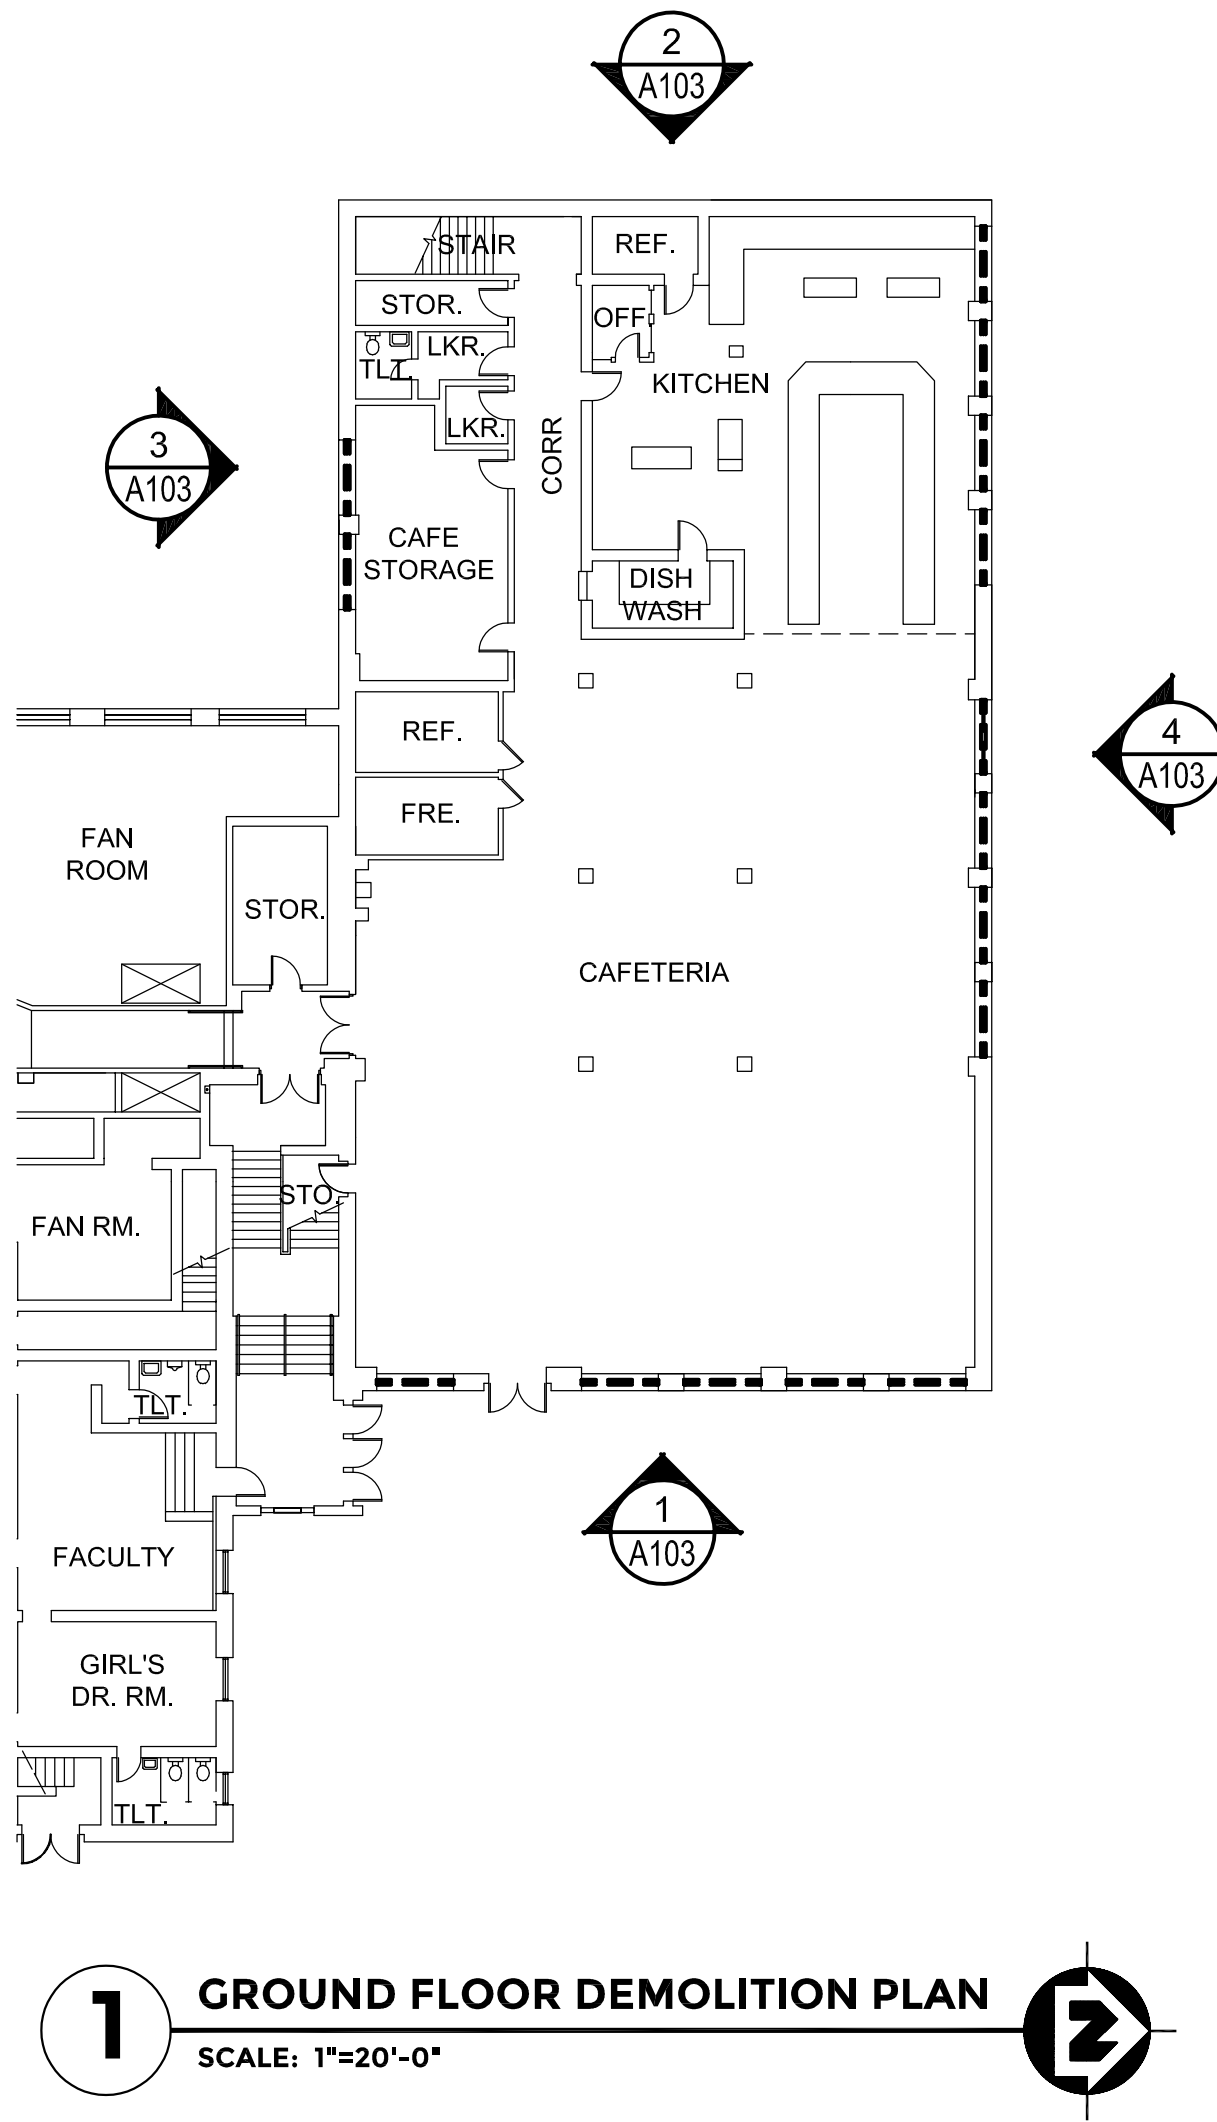 2
A103
STAIR
REF.
STOR.
OFF.
LKR.
TLT.
KITCHEN
LKR.
CORR
3
A103
CAFE
STORAGE
DISH
WASH
REF.
4
A103
FRE.
FAN
ROOM
STOR.
CAFETERIA
STO.
FAN RM.
TLT.
1
A103
FACULTY
GIRL'S
DR. RM.
TLT.
1
GROUND FLOOR DEMOLITION PLAN
SCALE: 1"=20'-0"
N